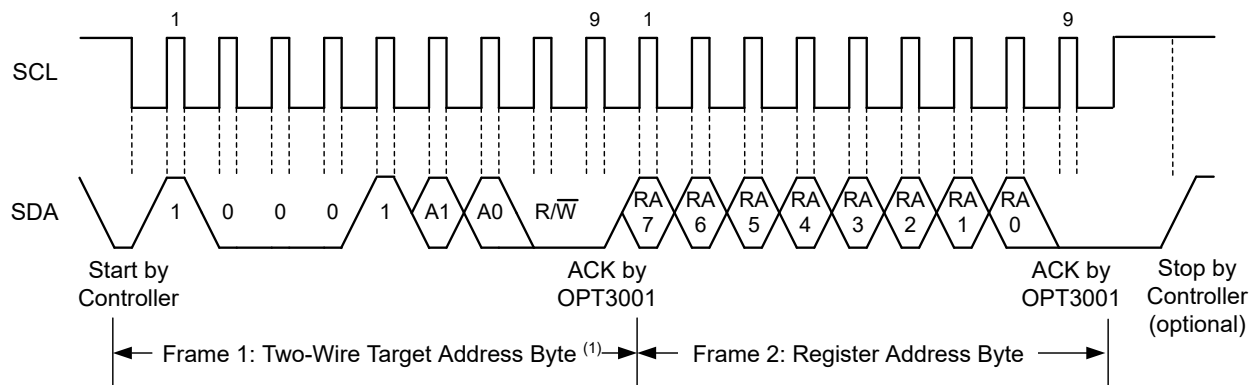 1 9 1 9
SCL
SDA
1 0 0 0 1 A1 A0 R/W̅ RA 7 RA 6 RA 5 RA 4 RA 3 RA 2 RA 1 RA 0
Start by
Controller
ACK by
OPT3001
ACK by
OPT3001
Stop by
Controller
(optional)
Frame 1: Two-Wire Target Address Byte (1)
Frame 2: Register Address Byte